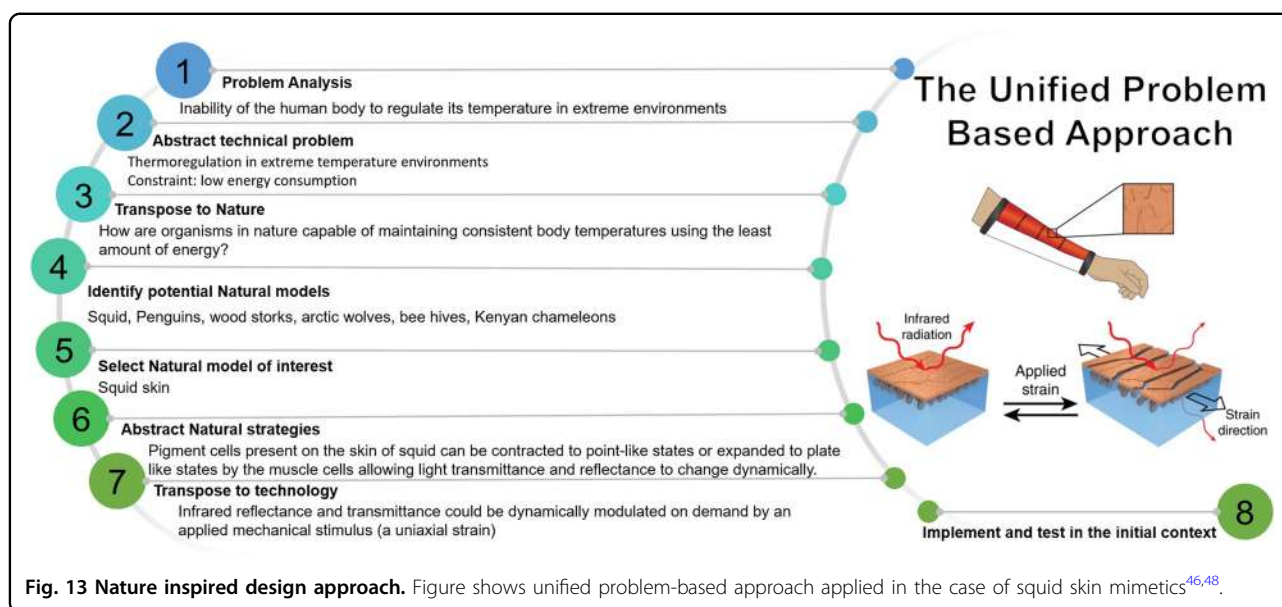 1
Problem Analysis
Inability of the human body to regulate its temperature in extreme environments
2
Abstract technical problem
Thermoregulation in extreme temperature environments
Constraint: low energy consumption
3
Transpose to Nature
How are organisms in nature capable of maintaining consistent body temperatures using the least
amount of energy?
4
Identify potential Natural models
Squid, Penguins, wood storks, arctic wolves, bee hives, Kenyan chameleons
5
Select Natural model of interest
Squid skin
6
Abstract Natural strategies
Pigment cells present on the skin of squid can be contracted to point-like states or expanded to plate
like states by the muscle cells allowing light transmittance and reflectance to change dynamically.
7
Transpose to technology
Infrared reflectance and transmittance could be dynamically modulated on demand by an
applied mechanical stimulus (a uniaxial strain)
The Unified Problem
Based Approach
Infrared
radiation
Applied
strain
Strain
direction
8
Implement and test in the initial context
Fig. 13 Nature inspired design approach. Figure shows unified problem-based approach applied in the case of squid skin mimetics46,48.